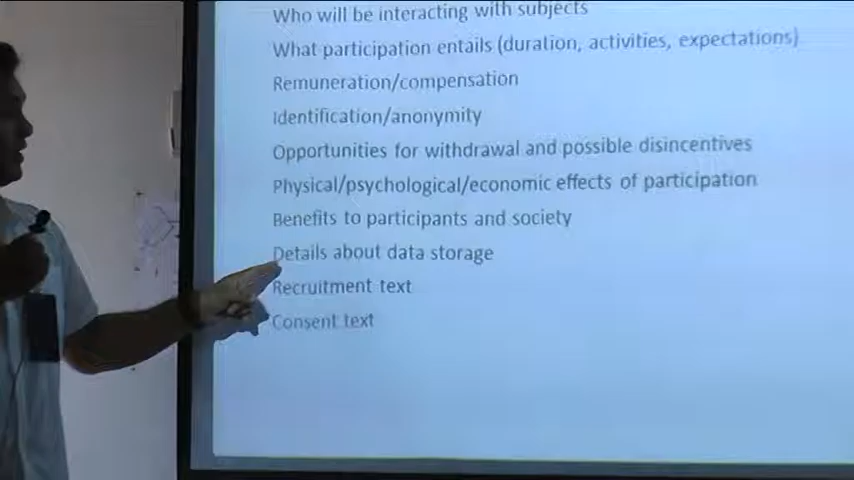 Who will be interacting with subjects
What participation entails (duration, activities, expectations)
Remuneration/compensation
Identification/anonymity
Opportunities for withdrawal and possible disincentives
Physical/psychological/economic effects of participation
Benefits to participants and society
Details about data storage
Recruitment text
Consent text